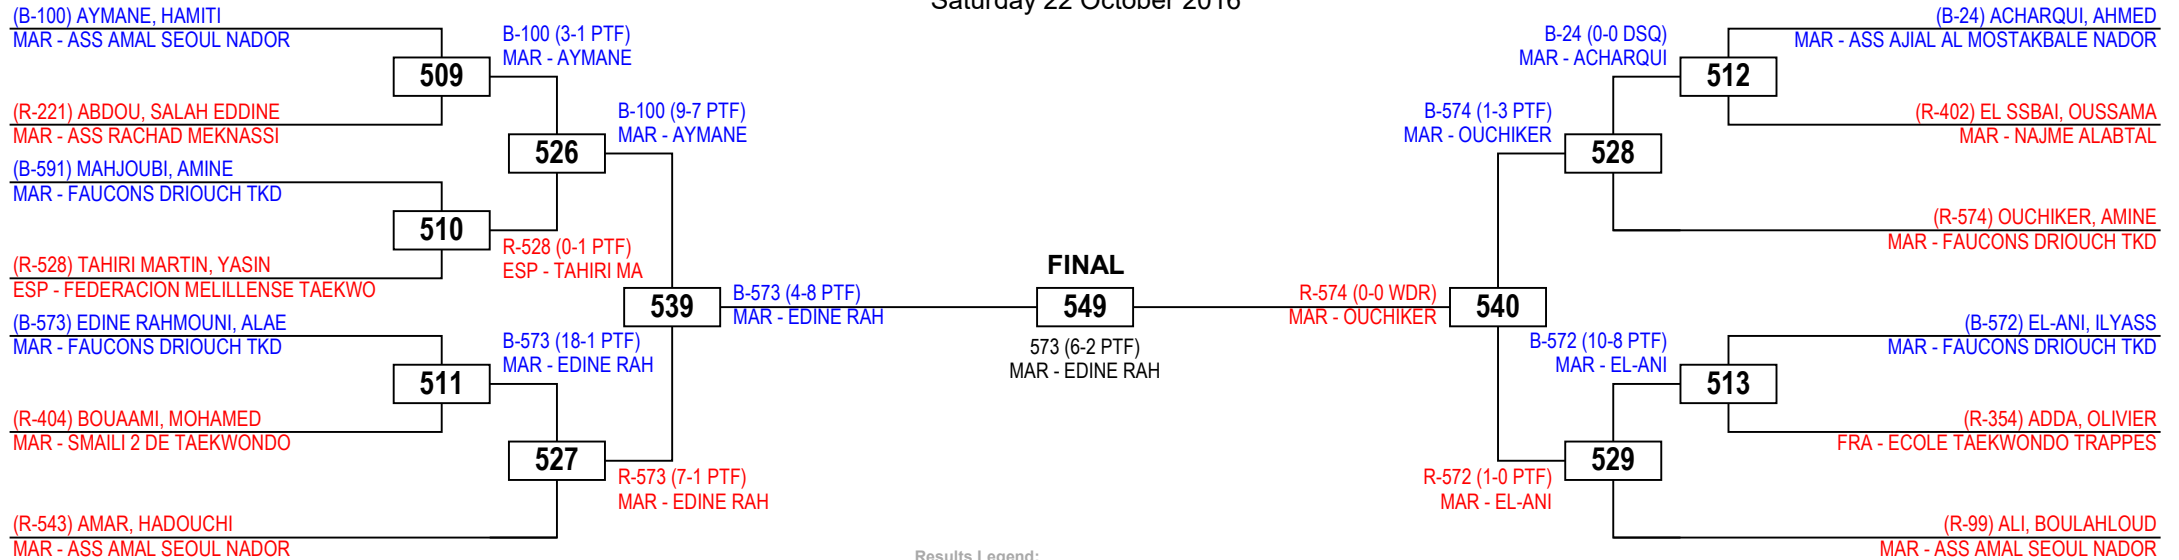 Saturday 22 October 2016
(B-100) AYMANE, HAMITI
MAR - ASS AMAL SEOUL NADOR
509
B-100 (3-1 PTF)
MAR - AYMANE
(R-221) ABDOU, SALAH EDDINE
MAR - ASS RACHAD MEKNASSI
526
B-100 (9-7 PTF)
MAR - AYMANE
(B-591) MAHJOUBI, AMINE
MAR - FAUCONS DRIOUCH TKD
510
R-528 (0-1 PTF)
ESP - TAHIRI MA
(R-528) TAHIRI MARTIN, YASIN
ESP - FEDERACION MELILLENSE TAEKWO
539
B-573 (4-8 PTF)
MAR - EDINE RAH
(B-573) EDINE RAHMOUNI, ALAE
MAR - FAUCONS DRIOUCH TKD
511
B-573 (18-1 PTF)
MAR - EDINE RAH
(R-404) BOUAAMI, MOHAMED
MAR - SMAILI 2 DE TAEKWONDO
527
R-573 (7-1 PTF)
MAR - EDINE RAH
(R-543) AMAR, HADOUCHI
MAR - ASS AMAL SEOUL NADOR
FINAL
549
573 (6-2 PTF)
MAR - EDINE RAH
(B-24) ACHARQUI, AHMED
MAR - ASS AJIAL AL MOSTAKBALE NADOR
B-24 (0-0 DSQ)
MAR - ACHARQUI
512
(R-402) EL SSBAI, OUSSAMA
MAR - NAJME ALABTAL
B-574 (1-3 PTF)
MAR - OUCHIKER
528
(R-574) OUCHIKER, AMINE
MAR - FAUCONS DRIOUCH TKD
R-574 (0-0 WDR)
MAR - OUCHIKER
540
(B-572) EL-ANI, ILYASS
MAR - FAUCONS DRIOUCH TKD
B-572 (10-8 PTF)
MAR - EL-ANI
513
(R-354) ADDA, OLIVIER
FRA - ECOLE TAEKWONDO TRAPPES
R-572 (1-0 PTF)
MAR - EL-ANI
529
(R-99) ALI, BOULAHLOUD
MAR - ASS AMAL SEOUL NADOR
Results Legend: